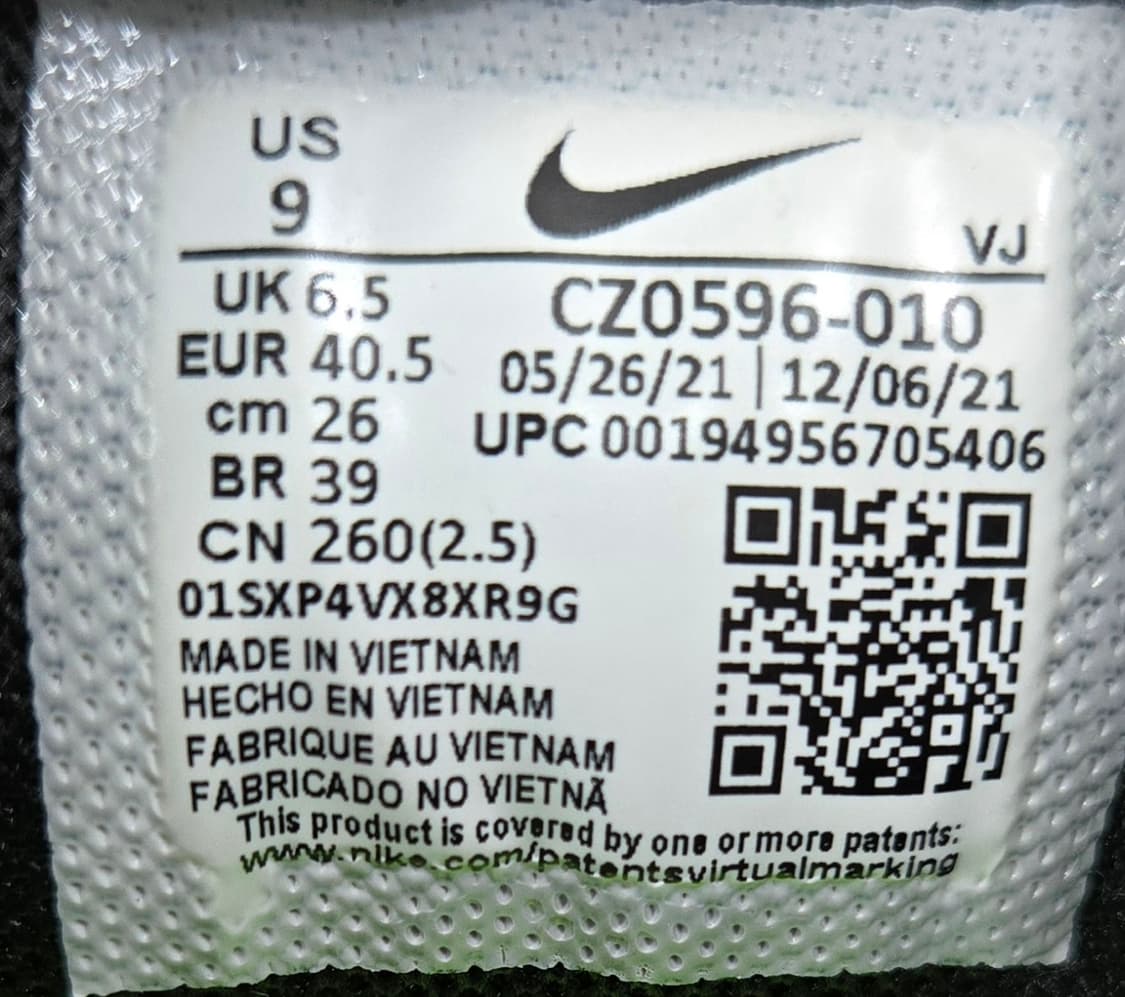 US
9
VJ
UK 6.5
EUR 40.5
cm 26
BR 39
CN 260(2.5)
CZ0596-010
05/26/21 | 12/06/21
UPC 00194956705406
01SXP4VX8XR9G
MADE IN VIETNAM
HECHO EN VIETNAM
FABRIQUE AU VIETNAM
FABRICADO NO VIETNÃ
This product is covered by one or more patents:
www.nike.com/patentsvirtualmarking